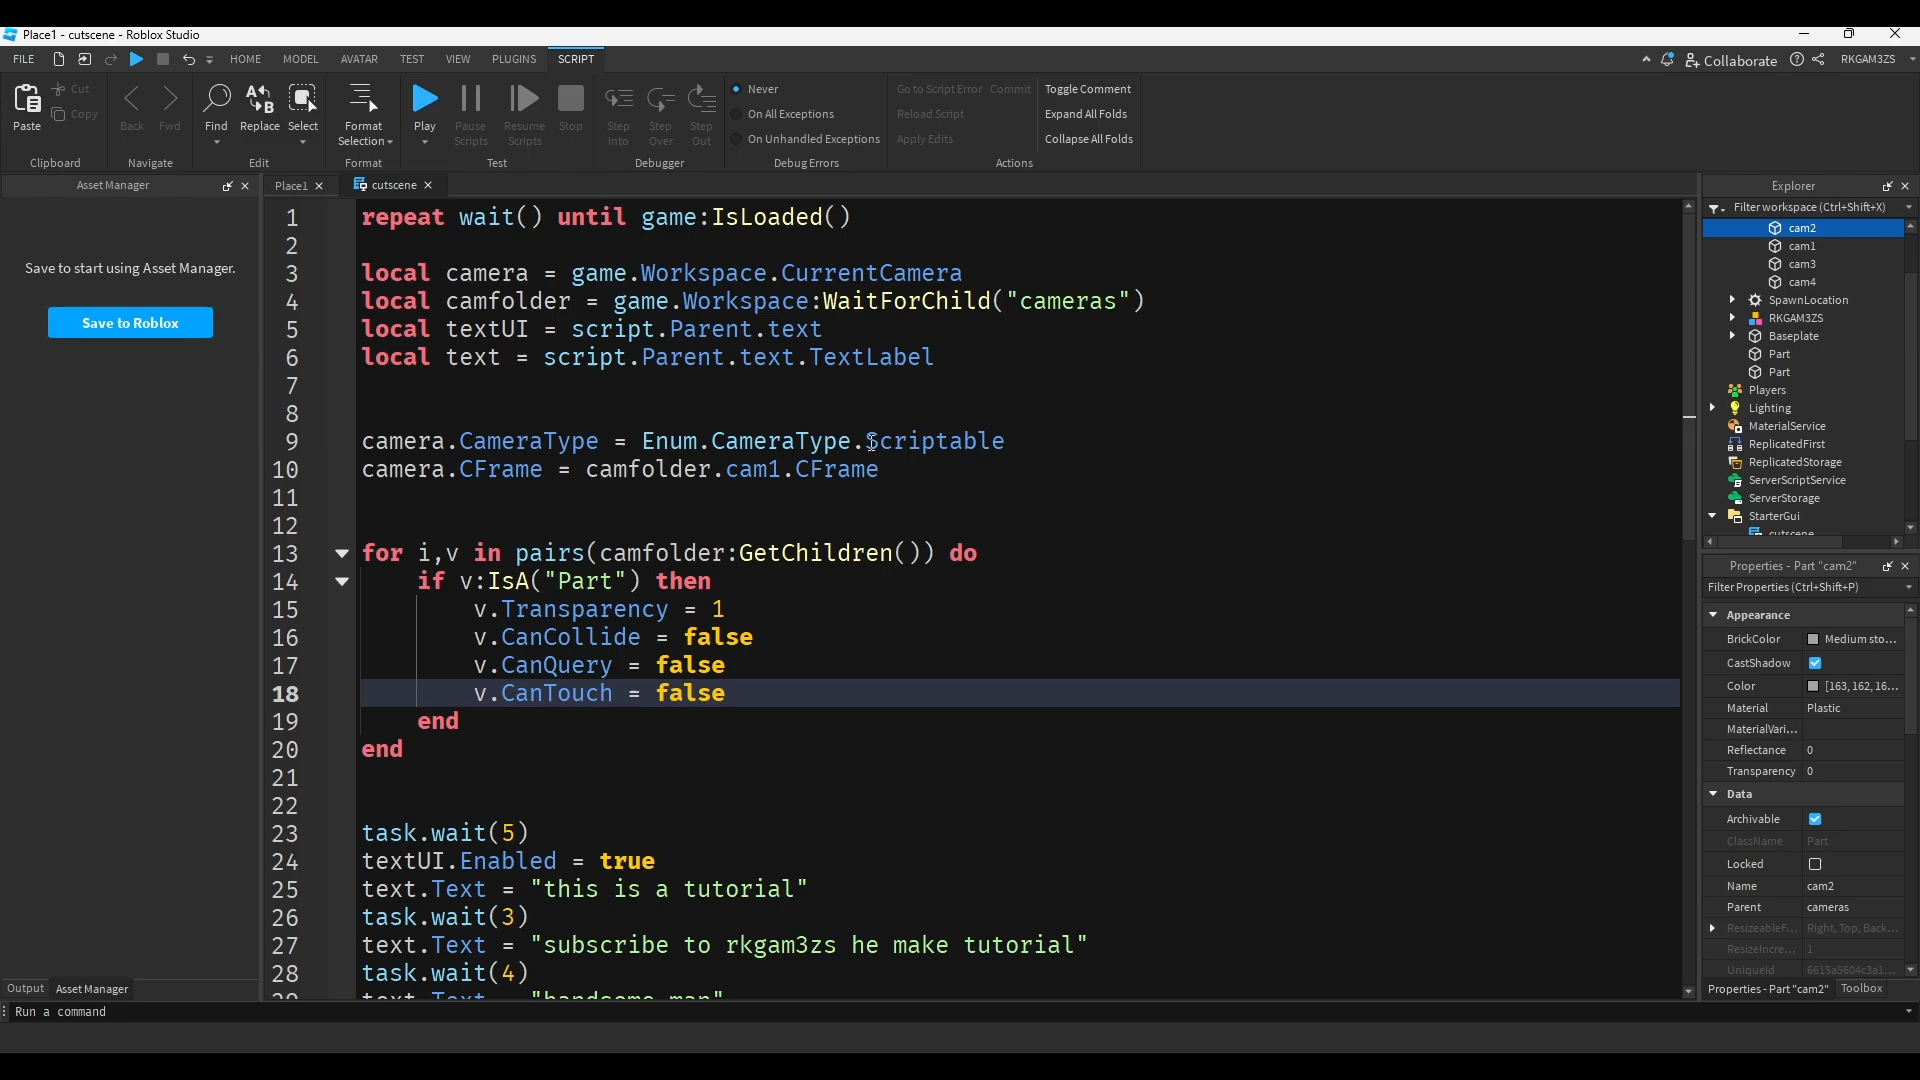 Place1 - cutscene - Roblox Studio
FILE HOME MODEL AVATAR TEST VIEW PLUGINS SCRIPT Collaborate RKGAM3ZS
Paste Cut Copy
Clipboard
Back Fwd
Navigate
Find Replace Select
Edit
Format Selection
Format
Play Pause Scripts Resume Scripts Stop
Test
Step Into Step Over Step Out
Debugger
Never
On All Exceptions
On Unhandled Exceptions
Debug Errors
Go to Script Error Commit
Reload Script
Apply Edits
Toggle Comment
Expand All Folds
Collapse All Folds
Actions
Asset Manager
Save to start using Asset Manager.
Save to Roblox
Output Asset Manager
Place1 cutscene
1 repeat wait() until game:IsLoaded()
2
3 local camera = game.Workspace.CurrentCamera
4 local camfolder = game.Workspace:WaitForChild("cameras")
5 local textUI = script.Parent.text
6 local text = script.Parent.text.TextLabel
7
8
9 camera.CameraType = Enum.CameraType.Scriptable
10 camera.CFrame = camfolder.cam1.CFrame
11
12
13 for i,v in pairs(camfolder:GetChildren()) do
14 if v:IsA("Part") then
15 v.Transparency = 1
16 v.CanCollide = false
17 v.CanQuery = false
18 v.CanTouch = false
19 end
20 end
21
22
23 task.wait(5)
24 textUI.Enabled = true
25 text.Text = "this is a tutorial"
26 task.wait(3)
27 text.Text = "subscribe to rkgam3zs he make tutorial"
28 task.wait(4)
29 text.Text = "handsome man"
Explorer
Filter workspace (Ctrl+Shift+X)
cam2
cam1
cam3
cam4
SpawnLocation
RKGAM3ZS
Baseplate
Part
Part
Players
Lighting
MaterialService
ReplicatedFirst
ReplicatedStorage
ServerScriptService
ServerStorage
StarterGui
cutscene
Properties - Part "cam2"
Filter Properties (Ctrl+Shift+P)
Appearance
BrickColor Medium sto...
CastShadow
Color [163, 162, 16...
Material Plastic
MaterialVari...
Reflectance 0
Transparency 0
Data
Archivable
ClassName Part
Locked
Name cam2
Parent cameras
ResizeableF... Right, Top, Back...
ResizeIncre... 1
UniqueId 6615a5604c3a1...
Properties - Part "cam2" Toolbox
Run a command